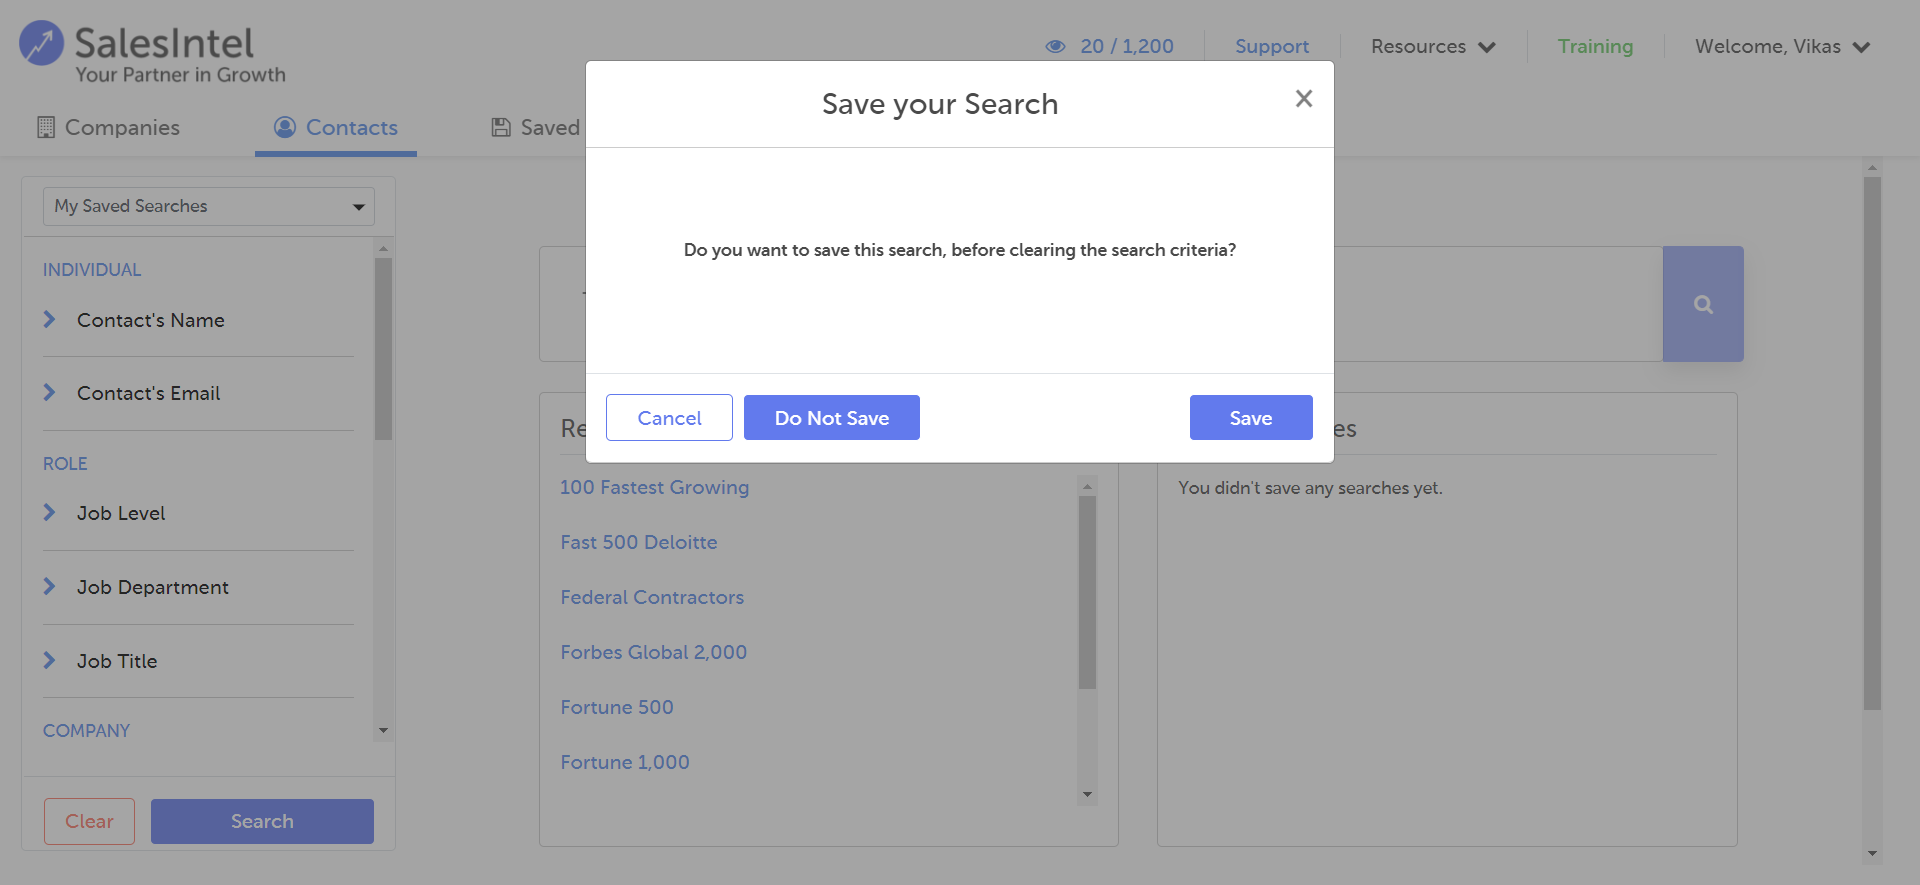 SalesIntel
Your Partner in Growth
20 / 1,200
Support
Resources
Training
Welcome, Vikas
Companies
Contacts
Saved
Save your Search
Do you want to save this search, before clearing the search criteria?
Cancel
Do Not Save
Save
My Saved Searches
INDIVIDUAL
Contact's Name
Contact's Email
ROLE
Job Level
Job Department
Job Title
COMPANY
Clear
Search
100 Fastest Growing
Fast 500 Deloitte
Federal Contractors
Forbes Global 2,000
Fortune 500
Fortune 1,000
You didn't save any searches yet.